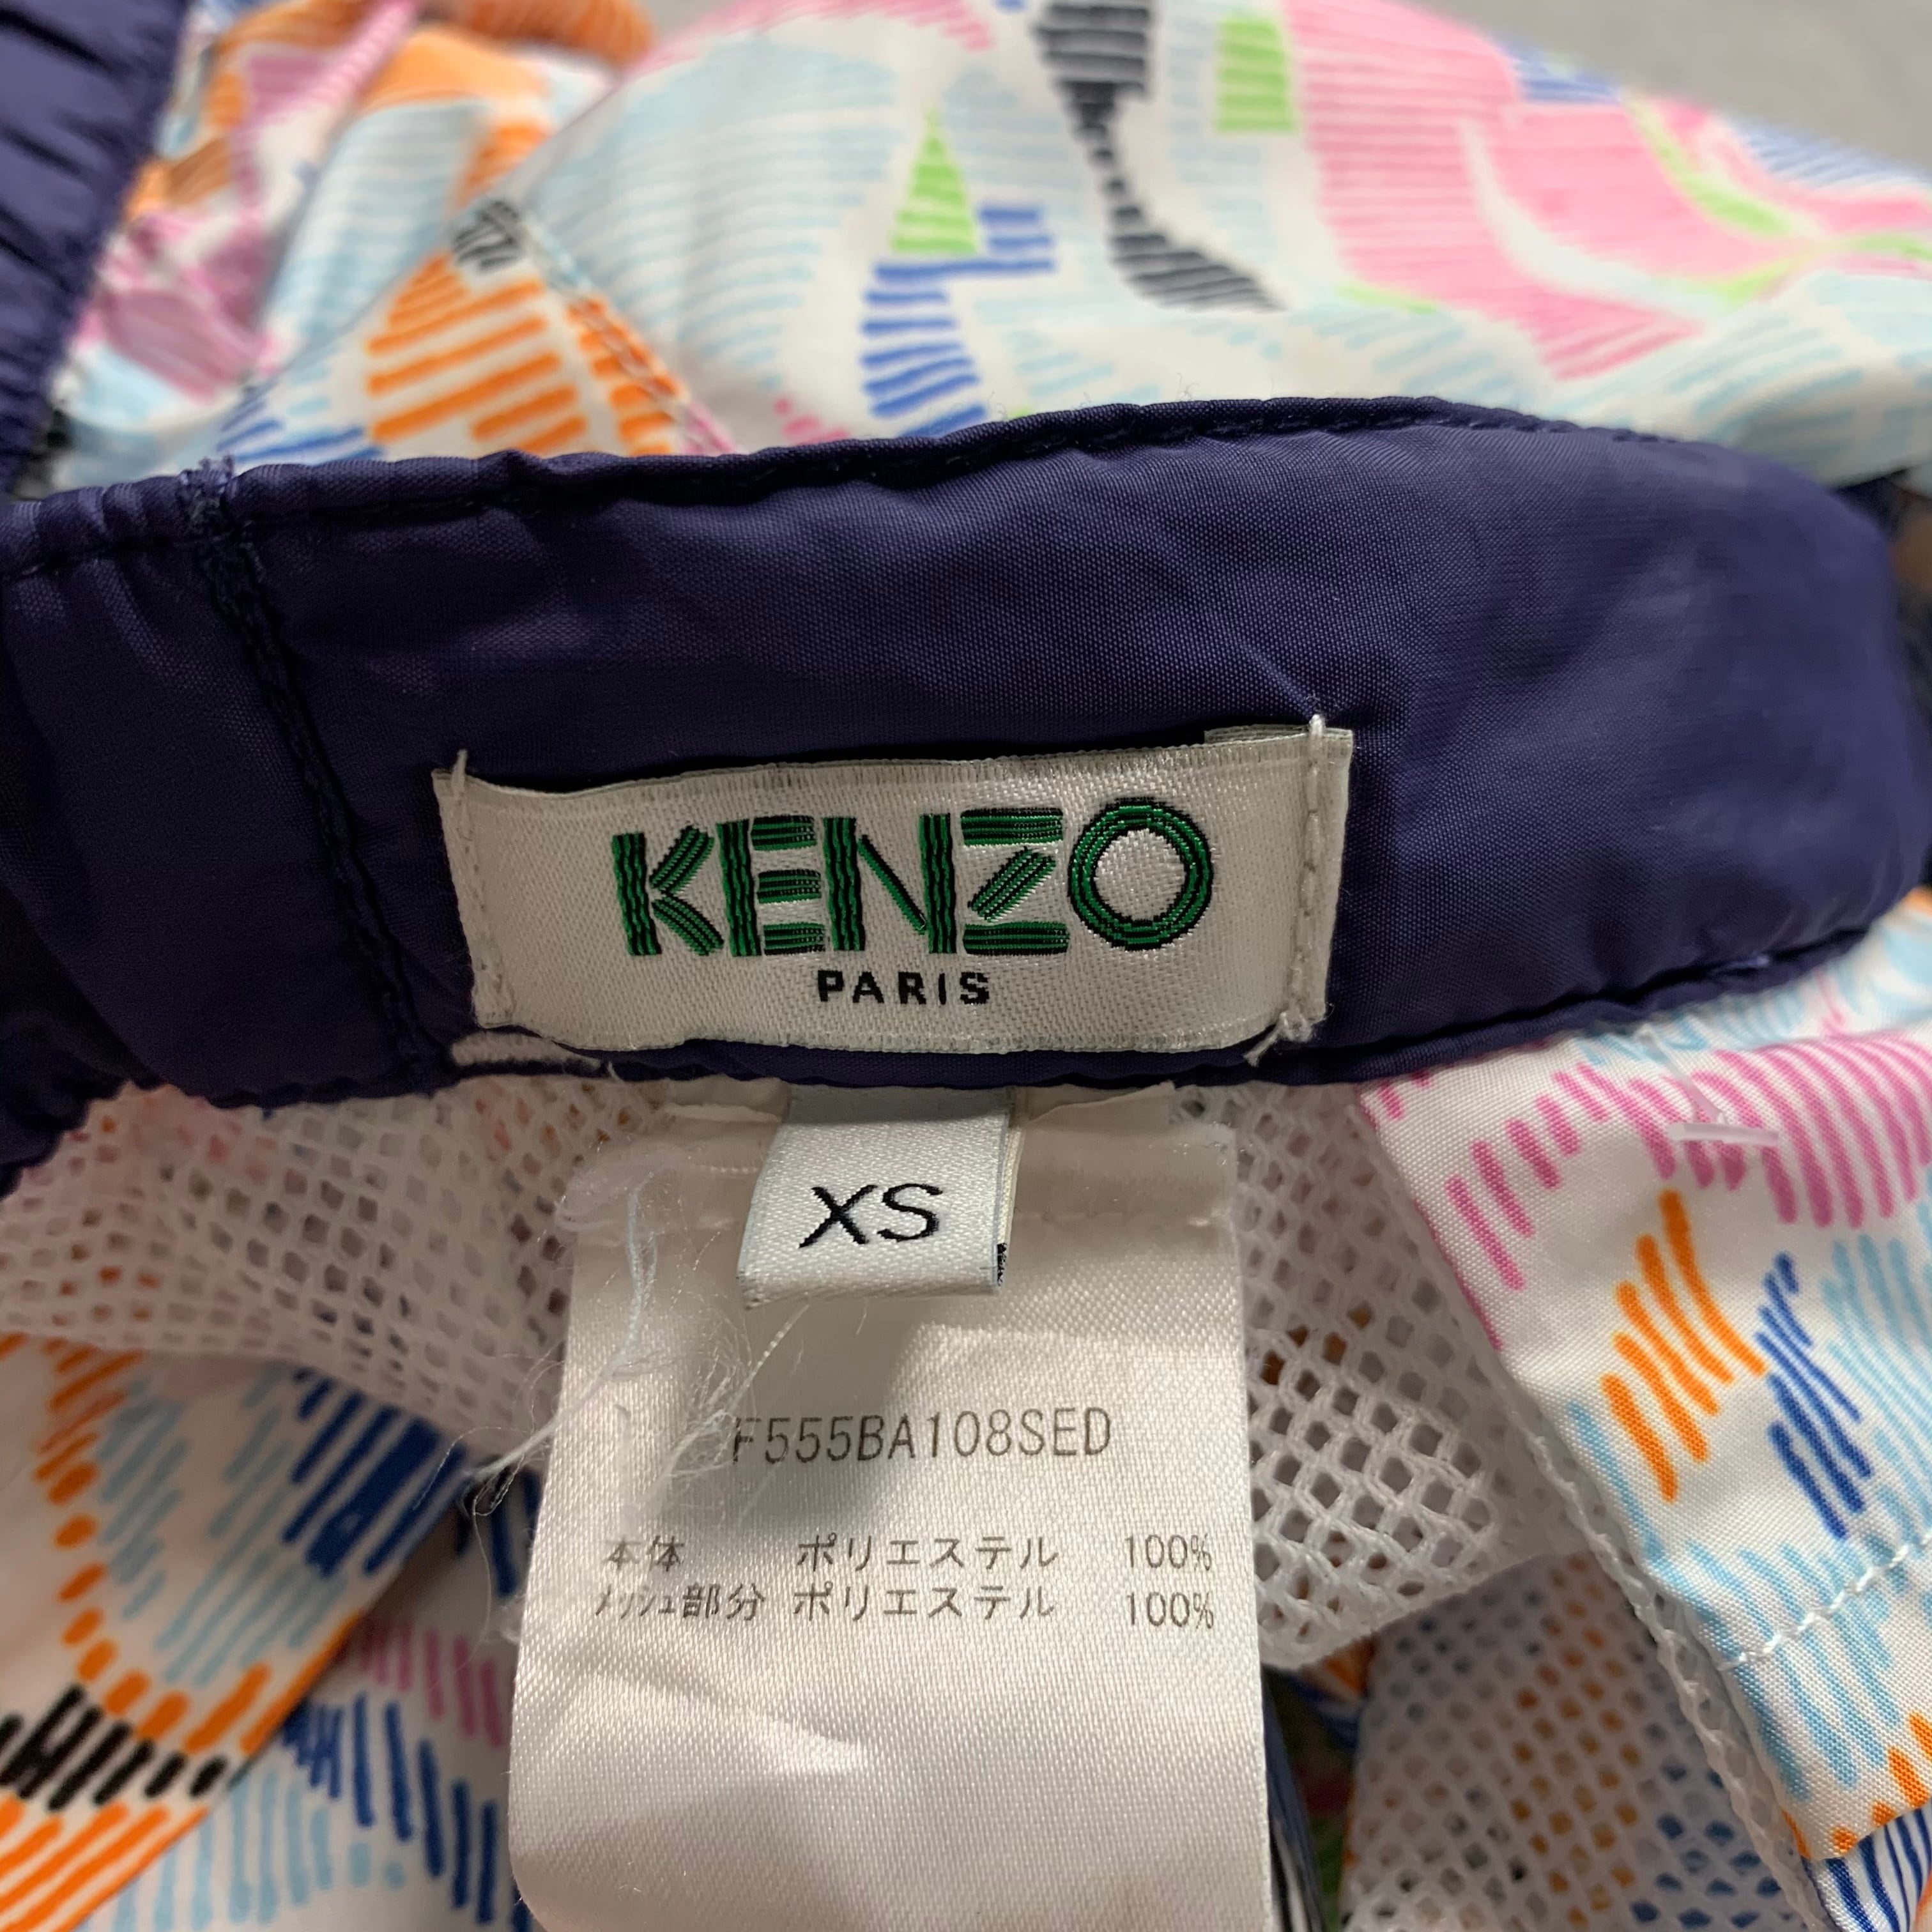 KENZO
PARIS
XS
F555BA108SED
本体 ポリエステル 100%
メッシュ部分 ポリエステル 100%